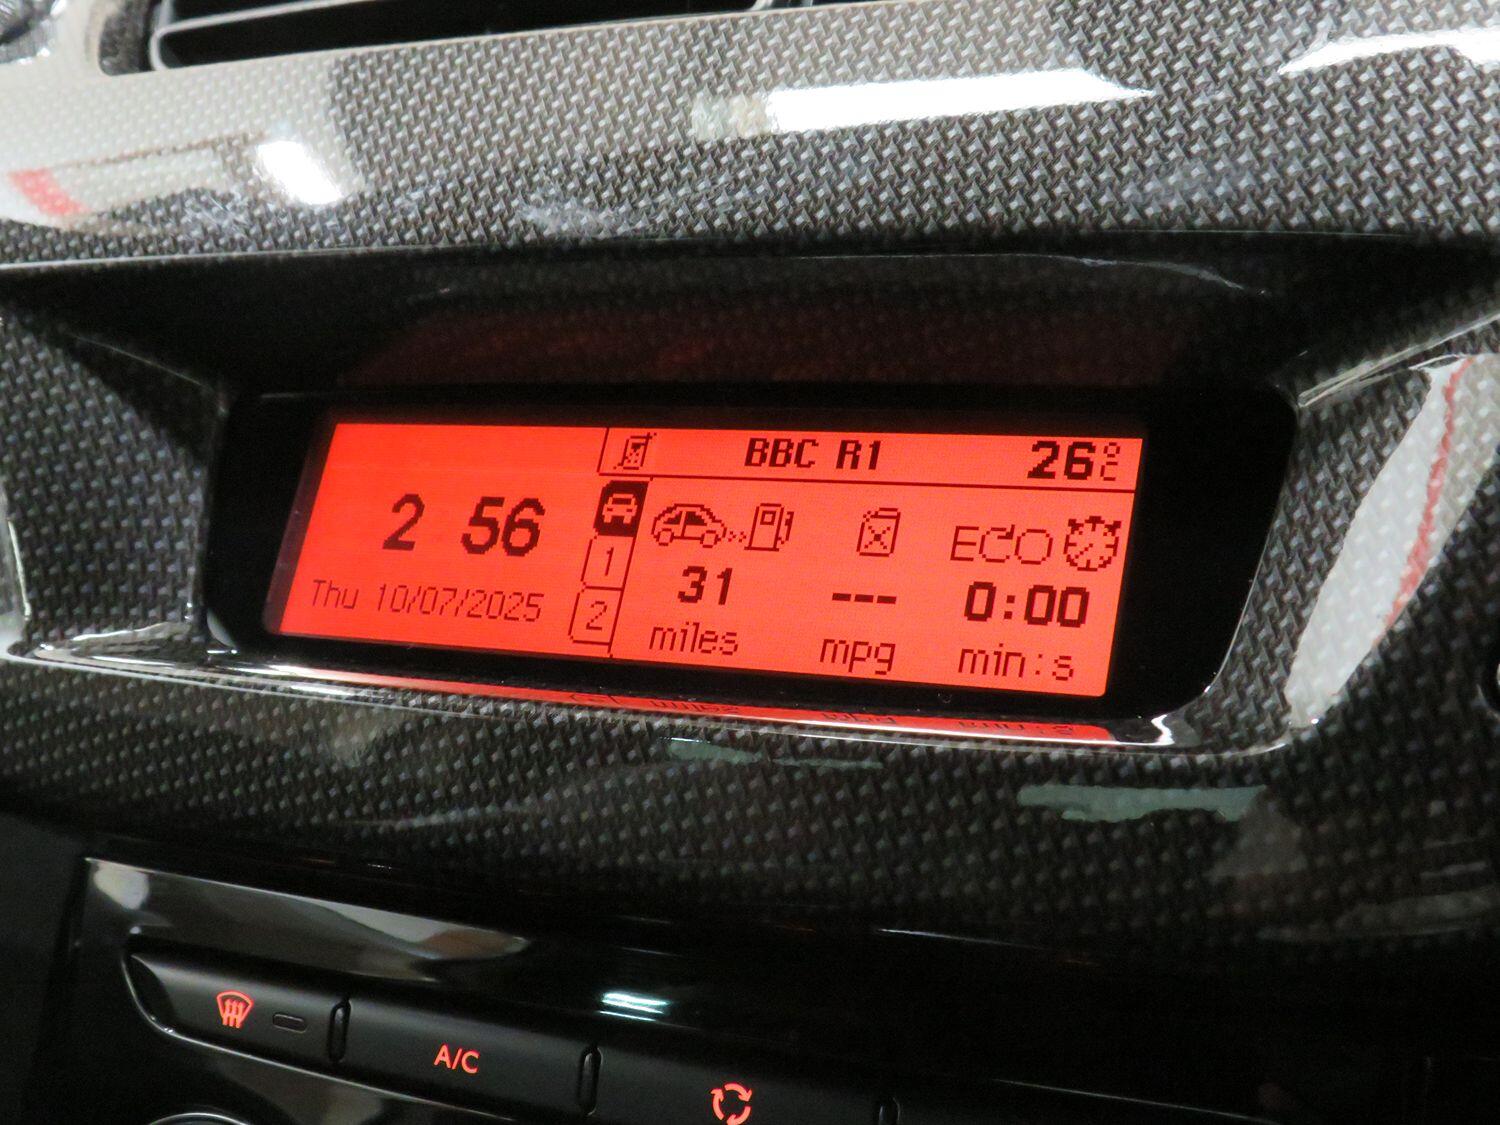 BBC R1 26°C
2 56
1
Thu 10/07/2025
2
ECO
31 --- 0:00
miles mpg min:s
A/C